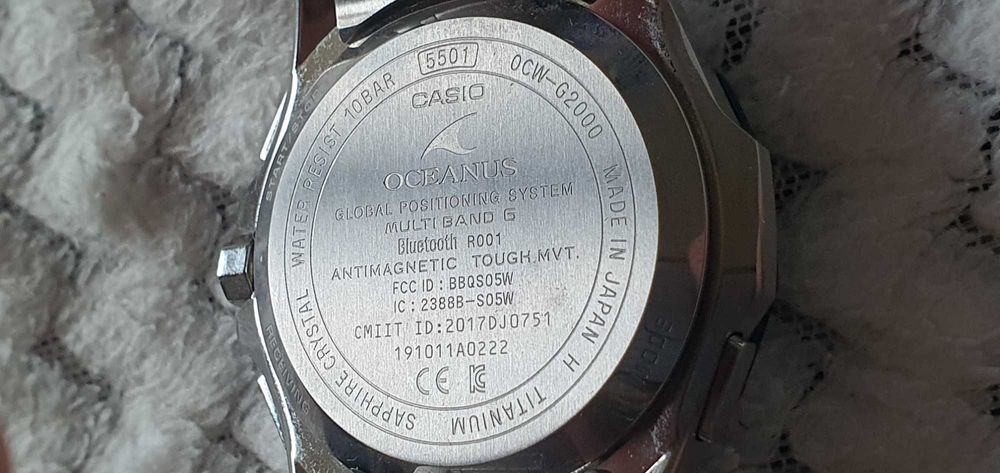 5501
OCW-G2000 MADE IN JAPAN H TITANIUM SAPPHIRE CRYSTAL WATER RESIST 10BAR
CASIO
OCEANUS
GLOBAL POSITIONING SYSTEM
MULTI BAND 6
Bluetooth R001
ANTIMAGNETIC TOUGH MVT.
FCC ID : BBQS05W
IC : 2388B-S05W
CMIIT ID:2017DJ0751
191011A0222
CE
RECEIVING